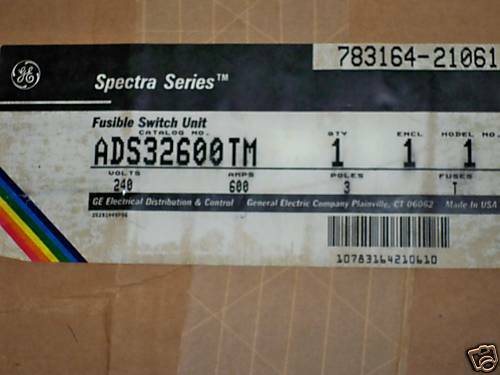 GE
783164-21061
Spectra Series™
Fusible Switch Unit
CATALOG NO. QTY ENCL MODEL NO.
ADS32600TM 1 1 1
VOLTS AMPS POLES FUSES
240 600 3 T
GE Electrical Distribution & Control General Electric Company Plainville, CT 06062 Made in USA
10783164210610
ebY